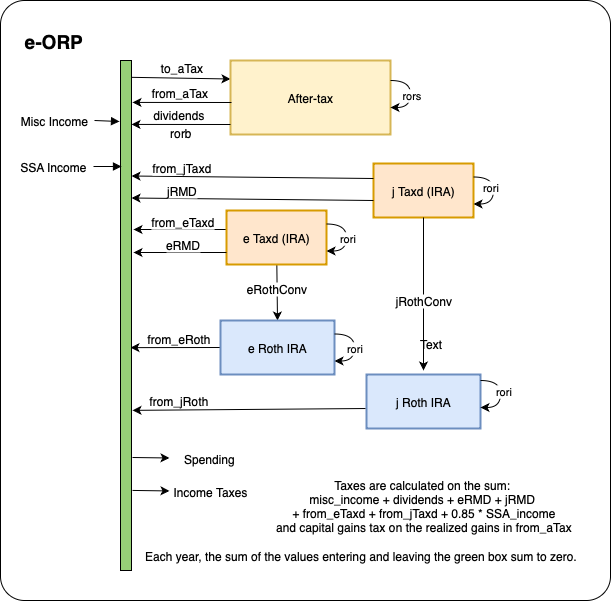 e-ORP
to_aTax
from_aTax
dividends
rorb
After-tax
rors
Misc Income
SSA Income
from_jTaxd
jRMD
j Taxd (IRA)
rori
from_eTaxd
eRMD
e Taxd (IRA)
rori
eRothConv
jRothConv
Text
from_eRoth
e Roth IRA
rori
from_jRoth
j Roth IRA
rori
Spending
Income Taxes
Taxes are calculated on the sum:
misc_income + dividends + eRMD + jRMD
+ from_eTaxd + from_jTaxd + 0.85 * SSA_income
and capital gains tax on the realized gains in from_aTax
Each year, the sum of the values entering and leaving the green box sum to zero.